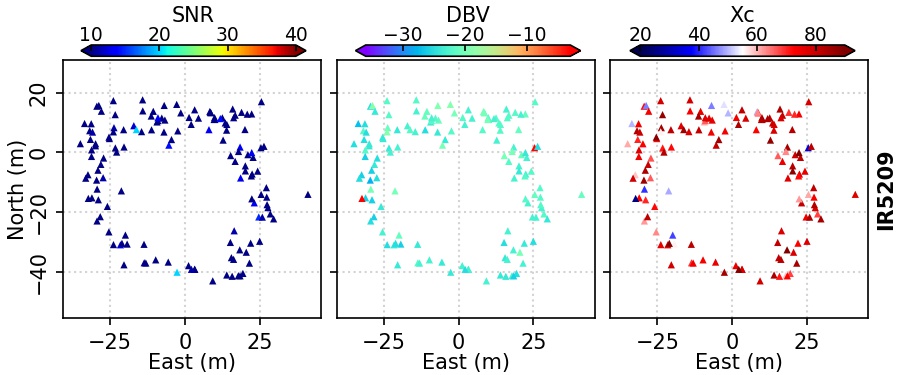 SNR DBV Xc
10 20 30 40 −30 −20 −10 20 40 60 80
20
0
−20
−40
North (m)
−25 0 25 −25 0 25 −25 0 25
East (m) East (m) East (m)
IR5209